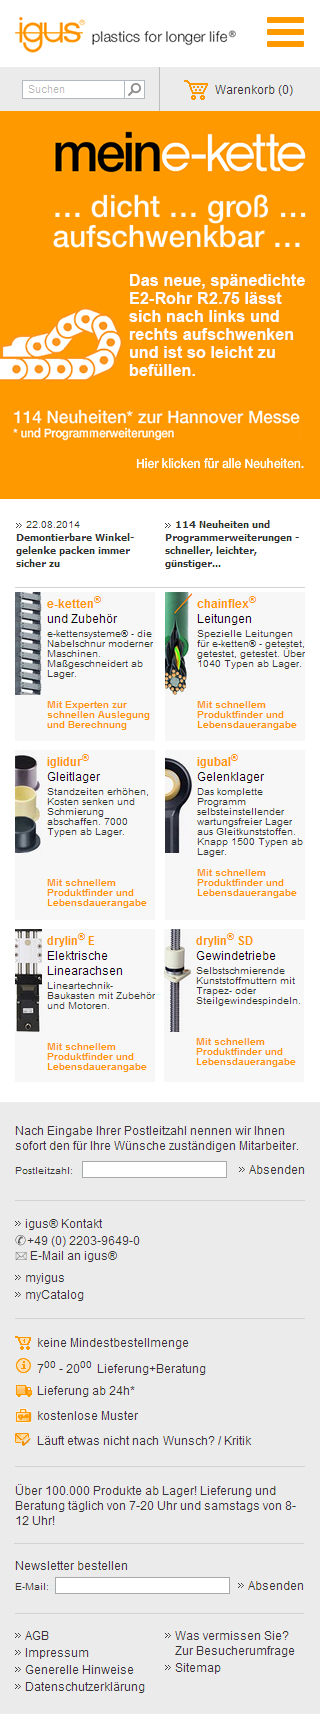 igus® plastics for longer life®
Suchen
Warenkorb (0)
meine-kette
... dicht ... groß ...
aufschwenkbar ...
Das neue, spänedichte
E2-Rohr R2.75 lässt
sich nach links und
rechts aufschwenken
und ist so leicht zu
befüllen.
114 Neuheiten* zur Hannover Messe
* und Programmerweiterungen
Hier klicken für alle Neuheiten.
» 22.08.2014
Demontierbare Winkel-
gelenke packen immer
sicher zu
» 114 Neuheiten und
Programmerweiterungen -
schneller, leichter,
günstiger...
e-ketten®
und Zubehör
e-kettensysteme® - die
Nabelschnur moderner
Maschinen.
Maßgeschneidert ab
Lager.
Mit Experten zur
schnellen Auslegung
und Berechnung
chainflex®
Leitungen
Spezielle Leitungen
für e-ketten® - getestet,
getestet, getestet. Über
1040 Typen ab Lager.
Mit schnellem
Produktfinder und
Lebensdauerangabe
iglidur®
Gleitlager
Standzeiten erhöhen,
Kosten senken und
Schmierung
abschaffen. 7000
Typen ab Lager.
Mit schnellem
Produktfinder und
Lebensdauerangabe
igubal®
Gelenklager
Das komplette
Programm
selbsteinstellender
wartungsfreier Lager
aus Gleitkunststoffen.
Knapp 1500 Typen ab
Lager.
Mit schnellem
Produktfinder und
Lebensdauerangabe
drylin® E
Elektrische
Linearachsen
Lineartechnik-
Baukasten mit Zubehör
und Motoren.
Mit schnellem
Produktfinder und
Lebensdauerangabe
drylin® SD
Gewindetriebe
Selbstschmierende
Kunststoffmuttern mit
Trapez- oder
Steilgewindespindeln.
Mit schnellem
Produktfinder und
Lebensdauerangabe
Nach Eingabe Ihrer Postleitzahl nennen wir Ihnen
sofort den für Ihre Wünsche zuständigen Mitarbeiter.
Postleitzahl:
» Absenden
» igus® Kontakt
✆+49 (0) 2203-9649-0
✉ E-Mail an igus®
» myigus
» myCatalog
keine Mindestbestellmenge
7⁰⁰ - 20⁰⁰ Lieferung+Beratung
Lieferung ab 24h*
kostenlose Muster
Läuft etwas nicht nach Wunsch? / Kritik
Über 100.000 Produkte ab Lager! Lieferung und
Beratung täglich von 7-20 Uhr und samstags von 8-
12 Uhr!
Newsletter bestellen
E-Mail:
» Absenden
» AGB
» Impressum
» Generelle Hinweise
» Datenschutzerklärung
» Was vermissen Sie?
Zur Besucherumfrage
» Sitemap